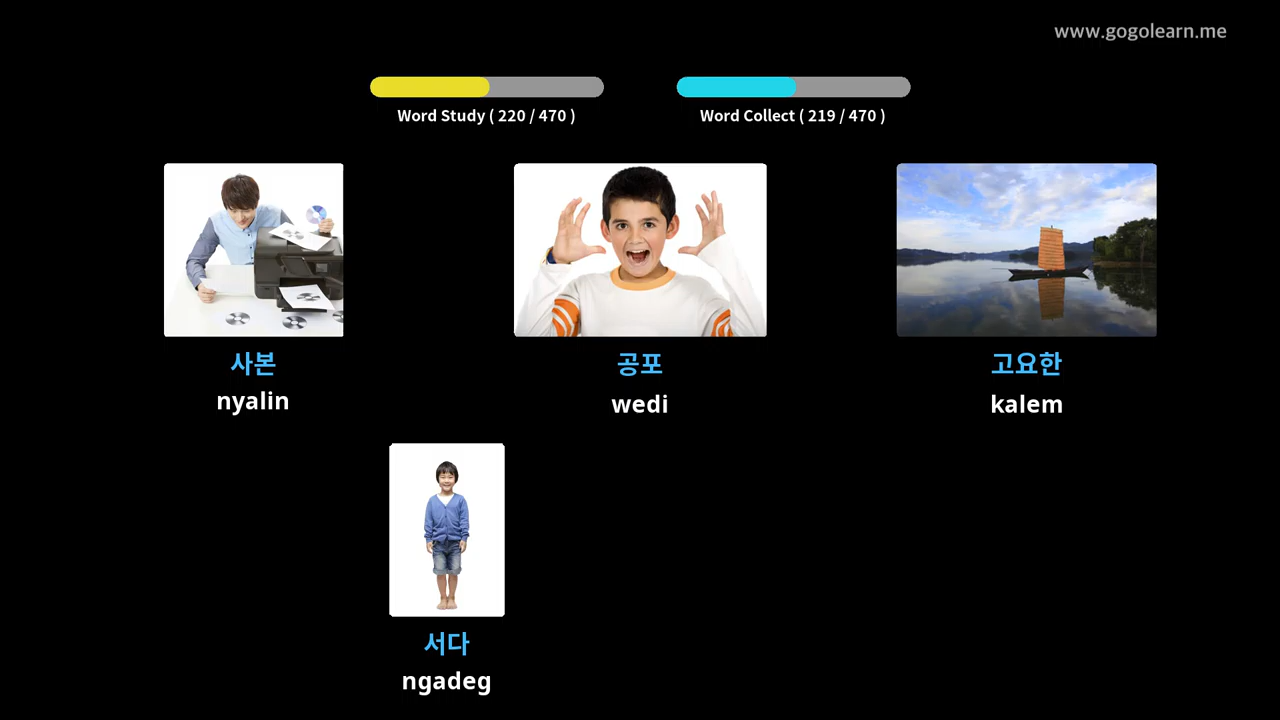 www.gogolearn.me
Word Study ( 220 / 470 )
Word Collect ( 219 / 470 )
사본
nyalin
공포
wedi
고요한
kalem
서다
ngadeg